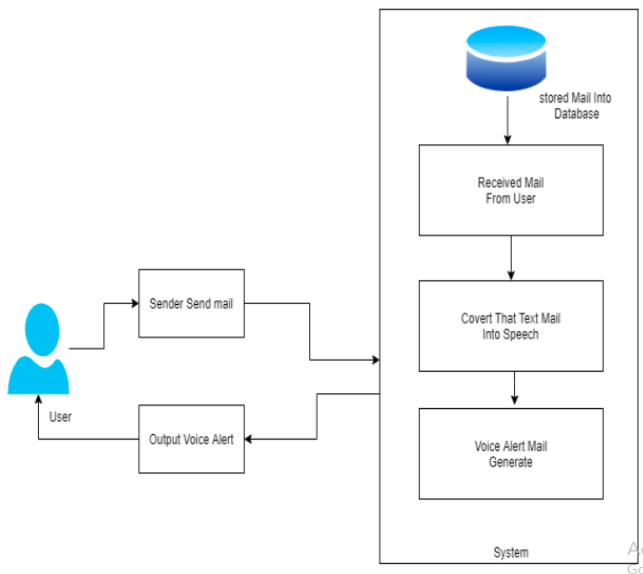 stored Mail Into
Database
Received Mail
From User
Covert That Text Mail
Into Speech
Voice Alert Mail
Generate
System
Sender Send mail
Output Voice Alert
User